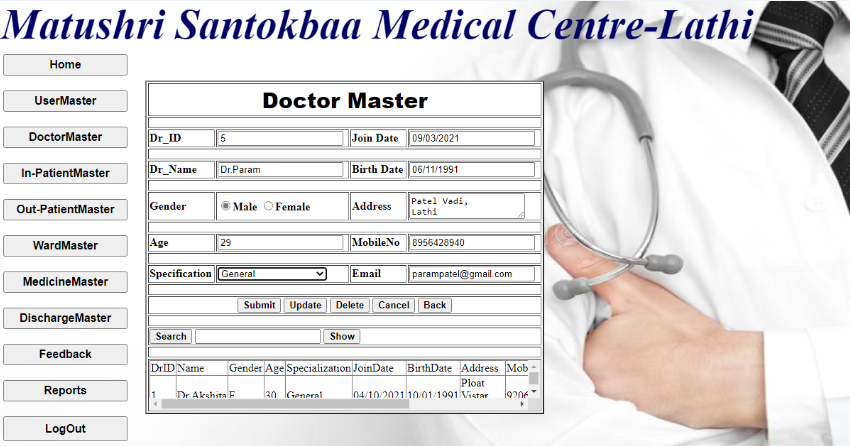 Matushri Santokbaa Medical Centre-Lathi
Home
UserMaster
DoctorMaster
In-PatientMaster
Out-PatientMaster
WardMaster
MedicineMaster
DischargeMaster
Feedback
Reports
LogOut
Doctor Master
Dr_ID 5 Join Date 09/03/2021
Dr_Name Dr.Param Birth Date 06/11/1991
Gender Male Female Address Patel Vadi,
Lathi
Age 29 MobileNo 8956428940
Specification General Email parampatel@gmail.com
Submit Update Delete Cancel Back
Search Show
DrID Name Gender Age Specialization JoinDate BirthDate Address Mob
Ploat
1 Dr.Akshita F 30 General 04/10/2021 10/01/1991 Vistar 9206